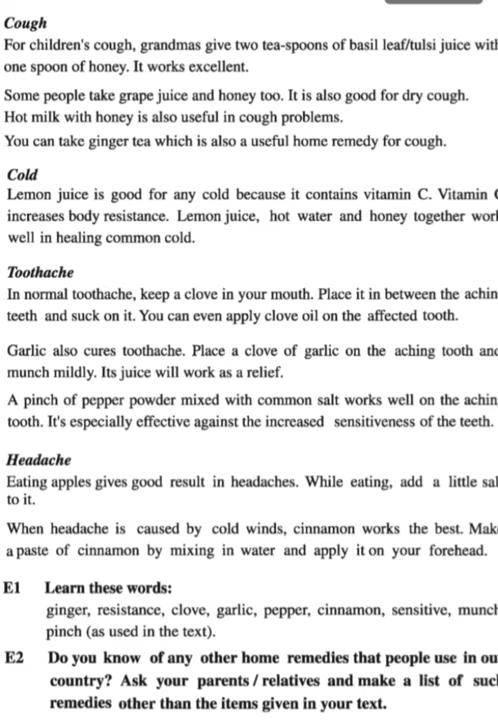 Cough
For children's cough, grandmas give two tea-spoons of basil leaf/tulsi juice with
one spoon of honey. It works excellent.
Some people take grape juice and honey too. It is also good for dry cough.
Hot milk with honey is also useful in cough problems.
You can take ginger tea which is also a useful home remedy for cough.
Cold
Lemon juice is good for any cold because it contains vitamin C. Vitamin C
increases body resistance. Lemon juice, hot water and honey together work
well in healing common cold.
Toothache
In normal toothache, keep a clove in your mouth. Place it in between the achin
teeth and suck on it. You can even apply clove oil on the affected tooth.
Garlic also cures toothache. Place a clove of garlic on the aching tooth and
munch mildly. Its juice will work as a relief.
A pinch of pepper powder mixed with common salt works well on the achin
tooth. It's especially effective against the increased sensitiveness of the teeth.
Headache
Eating apples gives good result in headaches. While eating, add a little sal
to it.
When headache is caused by cold winds, cinnamon works the best. Make
a paste of cinnamon by mixing in water and apply it on your forehead.
E1 Learn these words:
ginger, resistance, clove, garlic, pepper, cinnamon, sensitive, munch
pinch (as used in the text).
E2 Do you know of any other home remedies that people use in ou
country? Ask your parents / relatives and make a list of such
remedies other than the items given in your text.